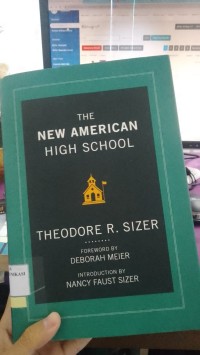 THE
NEW AMERICAN
HIGH SCHOOL
THEODORE R. SIZER
FOREWORD BY
DEBORAH MEIER
INTRODUCTION BY
NANCY FAUST SIZER